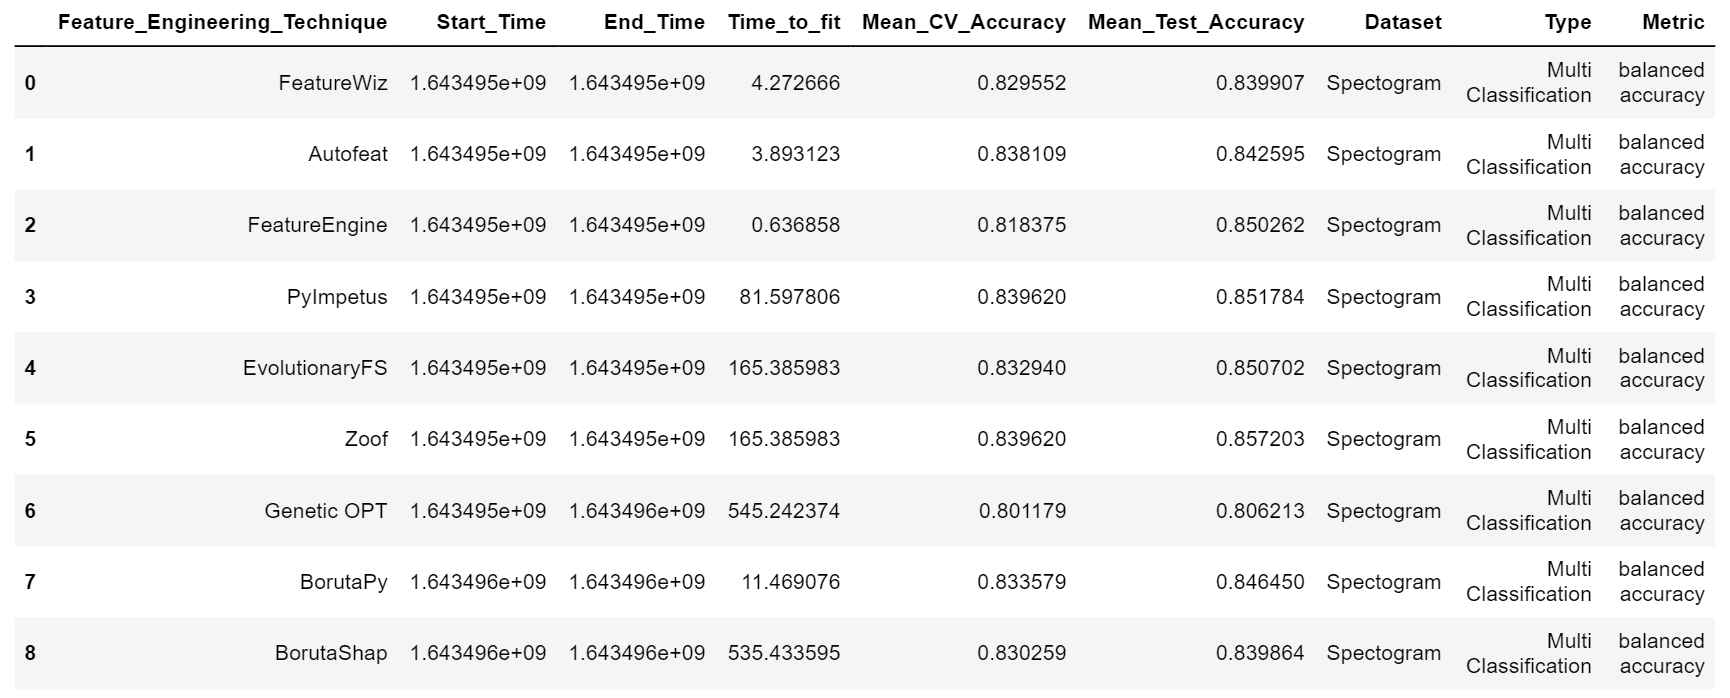 Feature_Engineering_Technique Start_Time End_Time Time_to_fit Mean_CV_Accuracy Mean_Test_Accuracy Dataset Type Metric
0 FeatureWiz 1.643495e+09 1.643495e+09 4.272666 0.829552 0.839907 Spectogram Multi Classification balanced accuracy
1 Autofeat 1.643495e+09 1.643495e+09 3.893123 0.838109 0.842595 Spectogram Multi Classification balanced accuracy
2 FeatureEngine 1.643495e+09 1.643495e+09 0.636858 0.818375 0.850262 Spectogram Multi Classification balanced accuracy
3 PyImpetus 1.643495e+09 1.643495e+09 81.597806 0.839620 0.851784 Spectogram Multi Classification balanced accuracy
4 EvolutionaryFS 1.643495e+09 1.643495e+09 165.385983 0.832940 0.850702 Spectogram Multi Classification balanced accuracy
5 Zoof 1.643495e+09 1.643495e+09 165.385983 0.839620 0.857203 Spectogram Multi Classification balanced accuracy
6 Genetic OPT 1.643495e+09 1.643496e+09 545.242374 0.801179 0.806213 Spectogram Multi Classification balanced accuracy
7 BorutaPy 1.643496e+09 1.643496e+09 11.469076 0.833579 0.846450 Spectogram Multi Classification balanced accuracy
8 BorutaShap 1.643496e+09 1.643496e+09 535.433595 0.830259 0.839864 Spectogram Multi Classification balanced accuracy